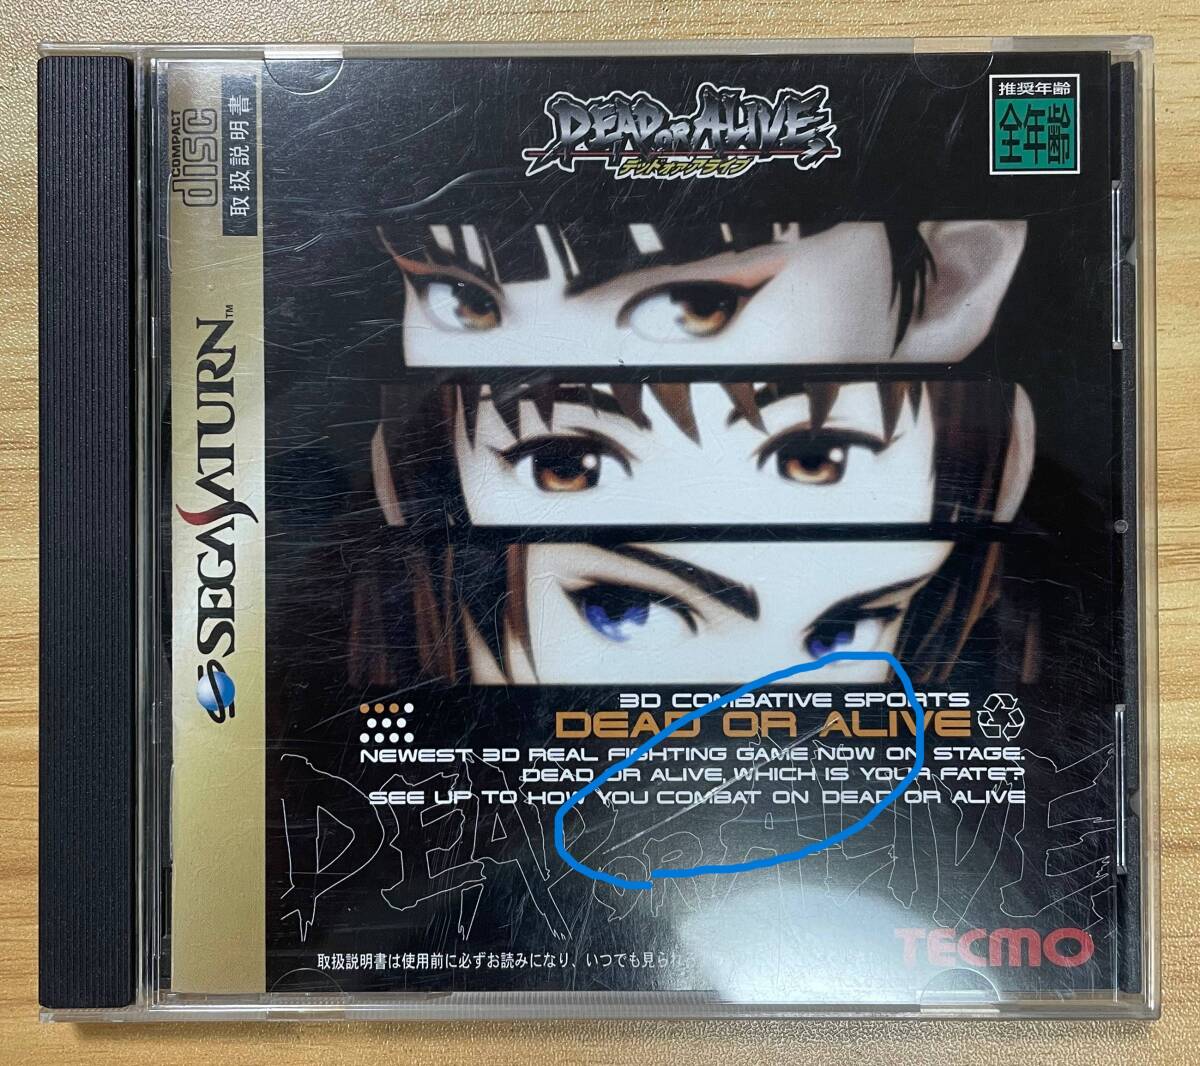 COMPACT
disc
取扱説明書
SEGA SATURN™
DEAD OR ALIVE
デッドオアアライブ
推奨年齢
全年齢
3D COMBATIVE SPORTS
DEAD OR ALIVE
NEWEST 3D REAL FIGHTING GAME NOW ON STAGE.
DEAD OR ALIVE, WHICH IS YOUR FATE?
SEE UP TO HOW YOU COMBAT ON DEAD OR ALIVE
DEAD OR ALIVE
TECMO
取扱説明書は使用前に必ずお読みになり、いつでも見られ